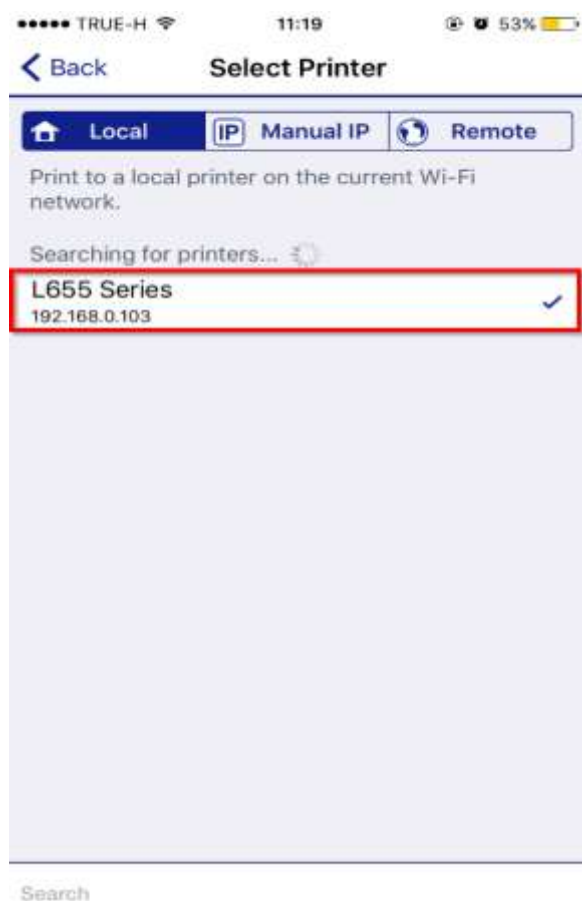 TRUE-H 11:19 53%
Back Select Printer
Local IP Manual IP Remote
Print to a local printer on the current Wi-Fi
network.
Searching for printers...
L655 Series
192.168.0.103
Search